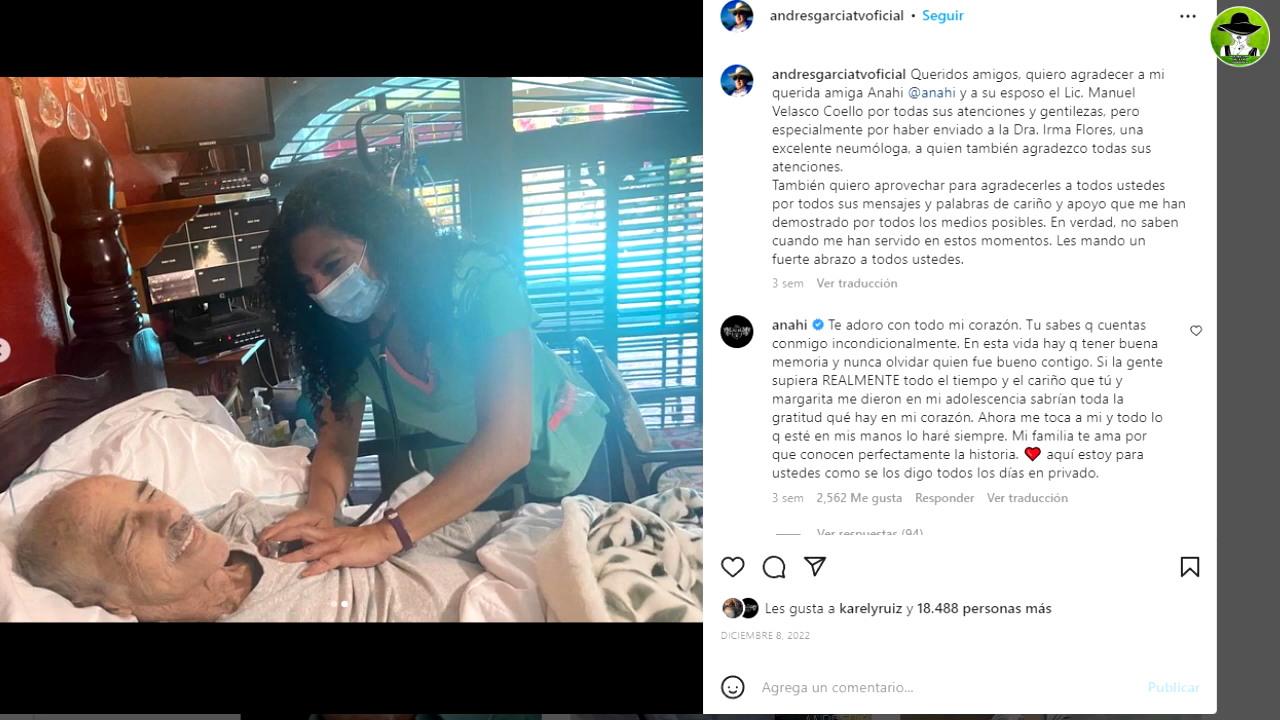 andresgarciatvoficial • Seguir
andresgarciatvoficial Queridos amigos, quiero agradecer a mi
querida amiga Anahi @anahi y a su esposo el Lic. Manuel
Velasco Coello por todas sus atenciones y gentilezas, pero
especialmente por haber enviado a la Dra. Irma Flores, una
excelente neumóloga, a quien también agradezco todas sus
atenciones.
También quiero aprovechar para agradecerles a todos ustedes
por todos sus mensajes y palabras de cariño y apoyo que me han
demostrado por todos los medios posibles. En verdad, no saben
cuando me han servido en estos momentos. Les mando un
fuerte abrazo a todos ustedes.
3 sem Ver traducción
anahi Te adoro con todo mi corazón. Tu sabes q cuentas
conmigo incondicionalmente. En esta vida hay q tener buena
memoria y nunca olvidar quien fue bueno contigo. Si la gente
supiera REALMENTE todo el tiempo y el cariño que tú y
margarita me dieron en mi adolescencia sabrían toda la
gratitud qué hay en mi corazón. Ahora me toca a mi y todo lo
q esté en mis manos lo haré siempre. Mi familia te ama por
que conocen perfectamente la historia. ❤️ aquí estoy para
ustedes como se los digo todos los días en privado.
3 sem 2,562 Me gusta Responder Ver traducción
Ver respuestas (94)
Les gusta a karelyruiz y 18.488 personas más
DICIEMBRE 8, 2022
Agrega un comentario... Publicar